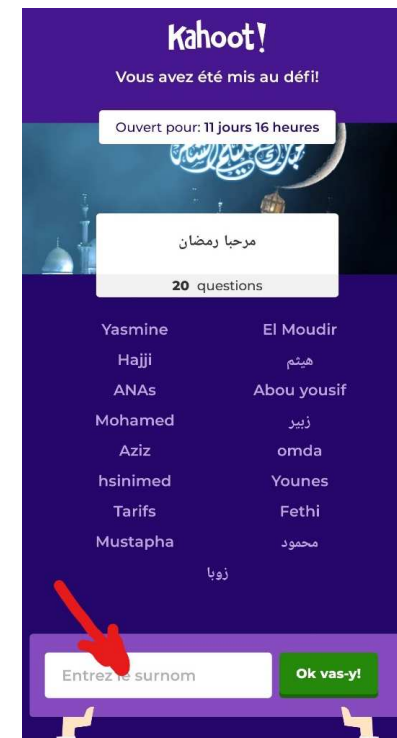 Kahoot!
Vous avez été mis au défi!
Ouvert pour: 11 jours 16 heures
مرحبا رمضان
20 questions
Yasmine El Moudir
Hajji هيثم
ANAs Abou yousif
Mohamed زبير
Aziz omda
hsinimed Younes
Tarifs Fethi
Mustapha محمود
زوبا
Entrez le surnom Ok vas-y!